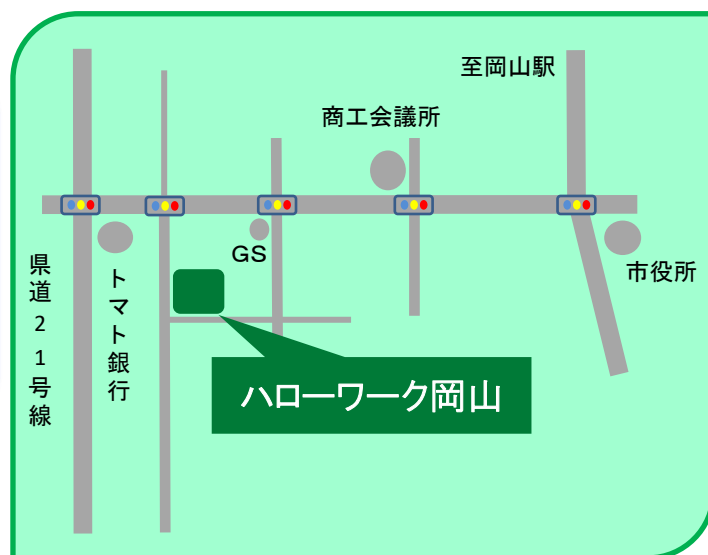 至岡山駅
商工会議所
GS
市役所
県道21号線
トマト銀行
ハローワーク岡山